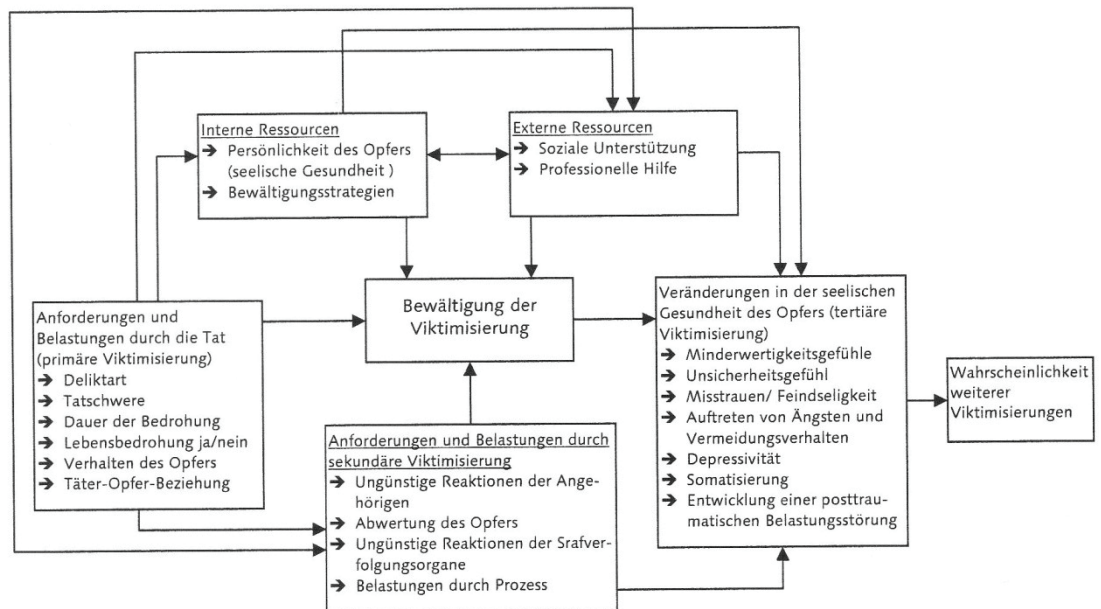 Interne Ressourcen
➔ Persönlichkeit des Opfers
(seelische Gesundheit )
➔ Bewältigungsstrategien
Externe Ressourcen
➔ Soziale Unterstützung
➔ Professionelle Hilfe
Anforderungen und
Belastungen durch die Tat
(primäre Viktimisierung)
➔ Deliktart
➔ Tatschwere
➔ Dauer der Bedrohung
➔ Lebensbedrohung ja/nein
➔ Verhalten des Opfers
➔ Täter-Opfer-Beziehung
Bewältigung der
Viktimisierung
Anforderungen und Belastungen durch
sekundäre Viktimisierung
➔ Ungünstige Reaktionen der Ange-
hörigen
➔ Abwertung des Opfers
➔ Ungünstige Reaktionen der Srafver-
folgungsorgane
➔ Belastungen durch Prozess
Veränderungen in der seelischen
Gesundheit des Opfers (tertiäre
Viktimisierung)
➔ Minderwertigkeitsgefühle
➔ Unsicherheitsgefühl
➔ Misstrauen/ Feindseligkeit
➔ Auftreten von Ängsten und
Vermeidungsverhalten
➔ Depressivität
➔ Somatisierung
➔ Entwicklung einer posttrau-
matischen Belastungsstörung
Wahrscheinlichkeit
weiterer
Viktimisierungen